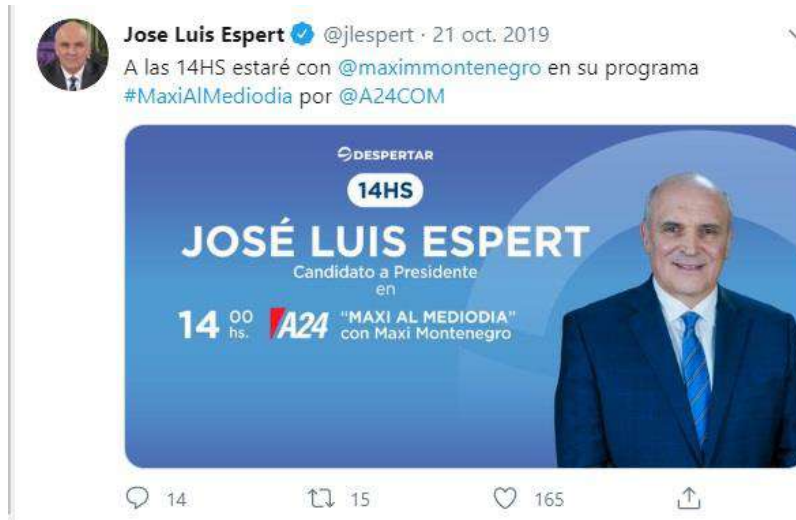 Jose Luis Espert @jlespert · 21 oct. 2019
A las 14HS estaré con @maximmontenegro en su programa
#MaxiAlMediodia por @A24COM
DESPERTAR
14HS
JOSÉ LUIS ESPERT
Candidato a Presidente
en
14 00 hs. A24 "MAXI AL MEDIODIA"
con Maxi Montenegro
14 15 165